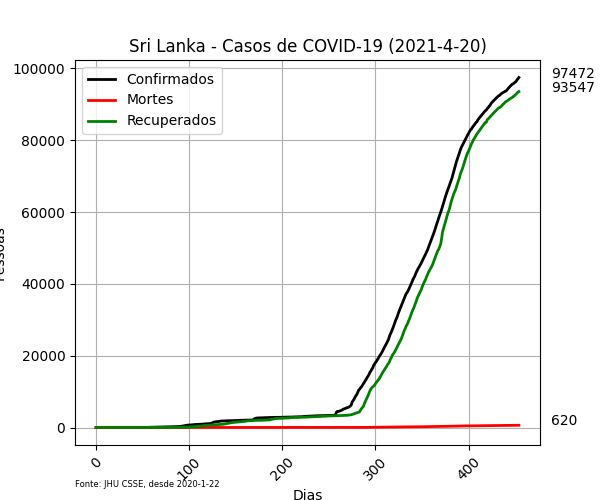 Sri Lanka - Casos de COVID-19 (2021-4-20)
Confirmados
Mortes
Recuperados
100000
80000
60000
40000
20000
0
97472
93547
620
0
100
200
300
400
Dias
Fonte: JHU CSSE, desde 2020-1-22